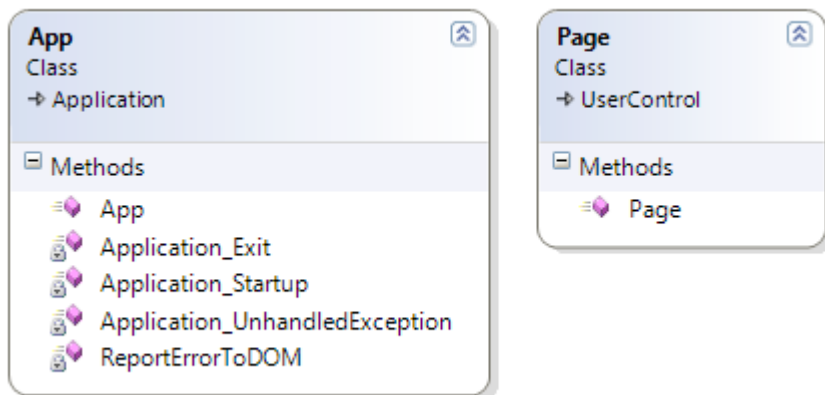 App
Class
Application
Methods
App
Application_Exit
Application_Startup
Application_UnhandledException
ReportErrorToDOM
Page
Class
UserControl
Methods
Page